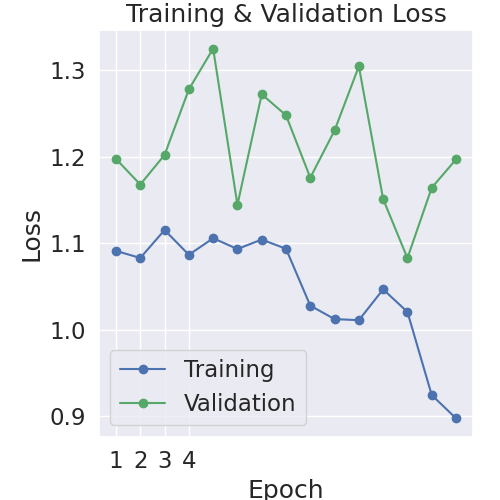 Training & Validation Loss
1.3
1.2
1.1
1.0
0.9
Loss
Training
Validation
1 2 3 4
Epoch